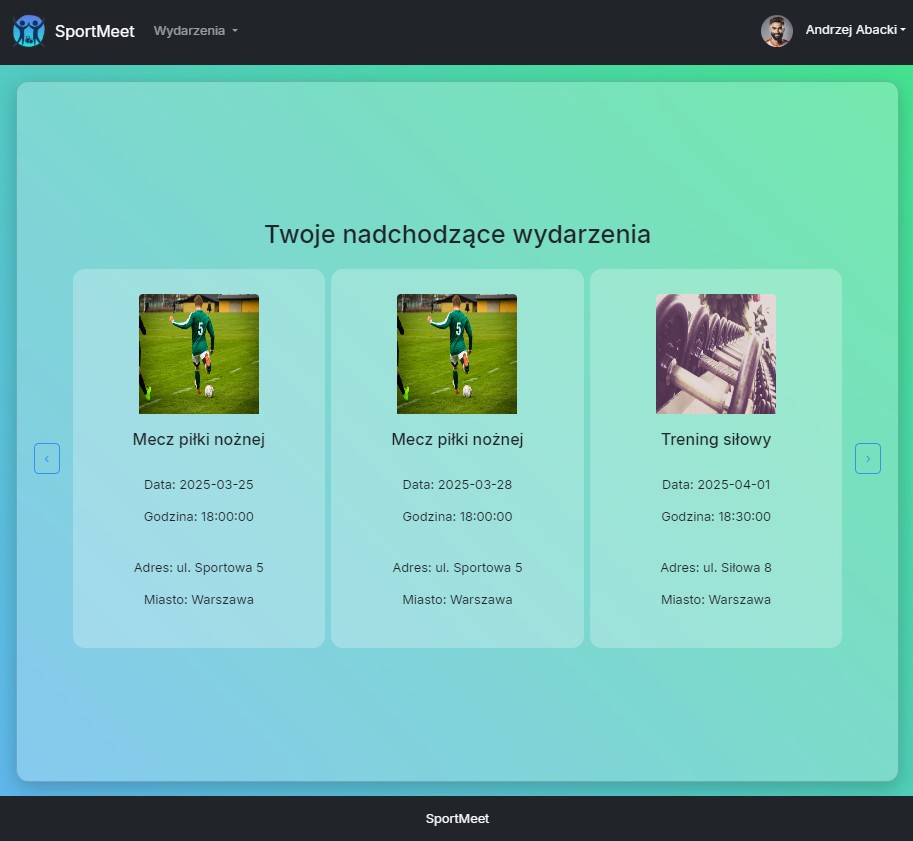 SportMeet Wydarzenia Andrzej Abacki
Twoje nadchodzące wydarzenia
5
Mecz piłki nożnej
Data: 2025-03-25
Godzina: 18:00:00
Adres: ul. Sportowa 5
Miasto: Warszawa
5
Mecz piłki nożnej
Data: 2025-03-28
Godzina: 18:00:00
Adres: ul. Sportowa 5
Miasto: Warszawa
Trening siłowy
Data: 2025-04-01
Godzina: 18:30:00
Adres: ul. Siłowa 8
Miasto: Warszawa
‹
›
SportMeet